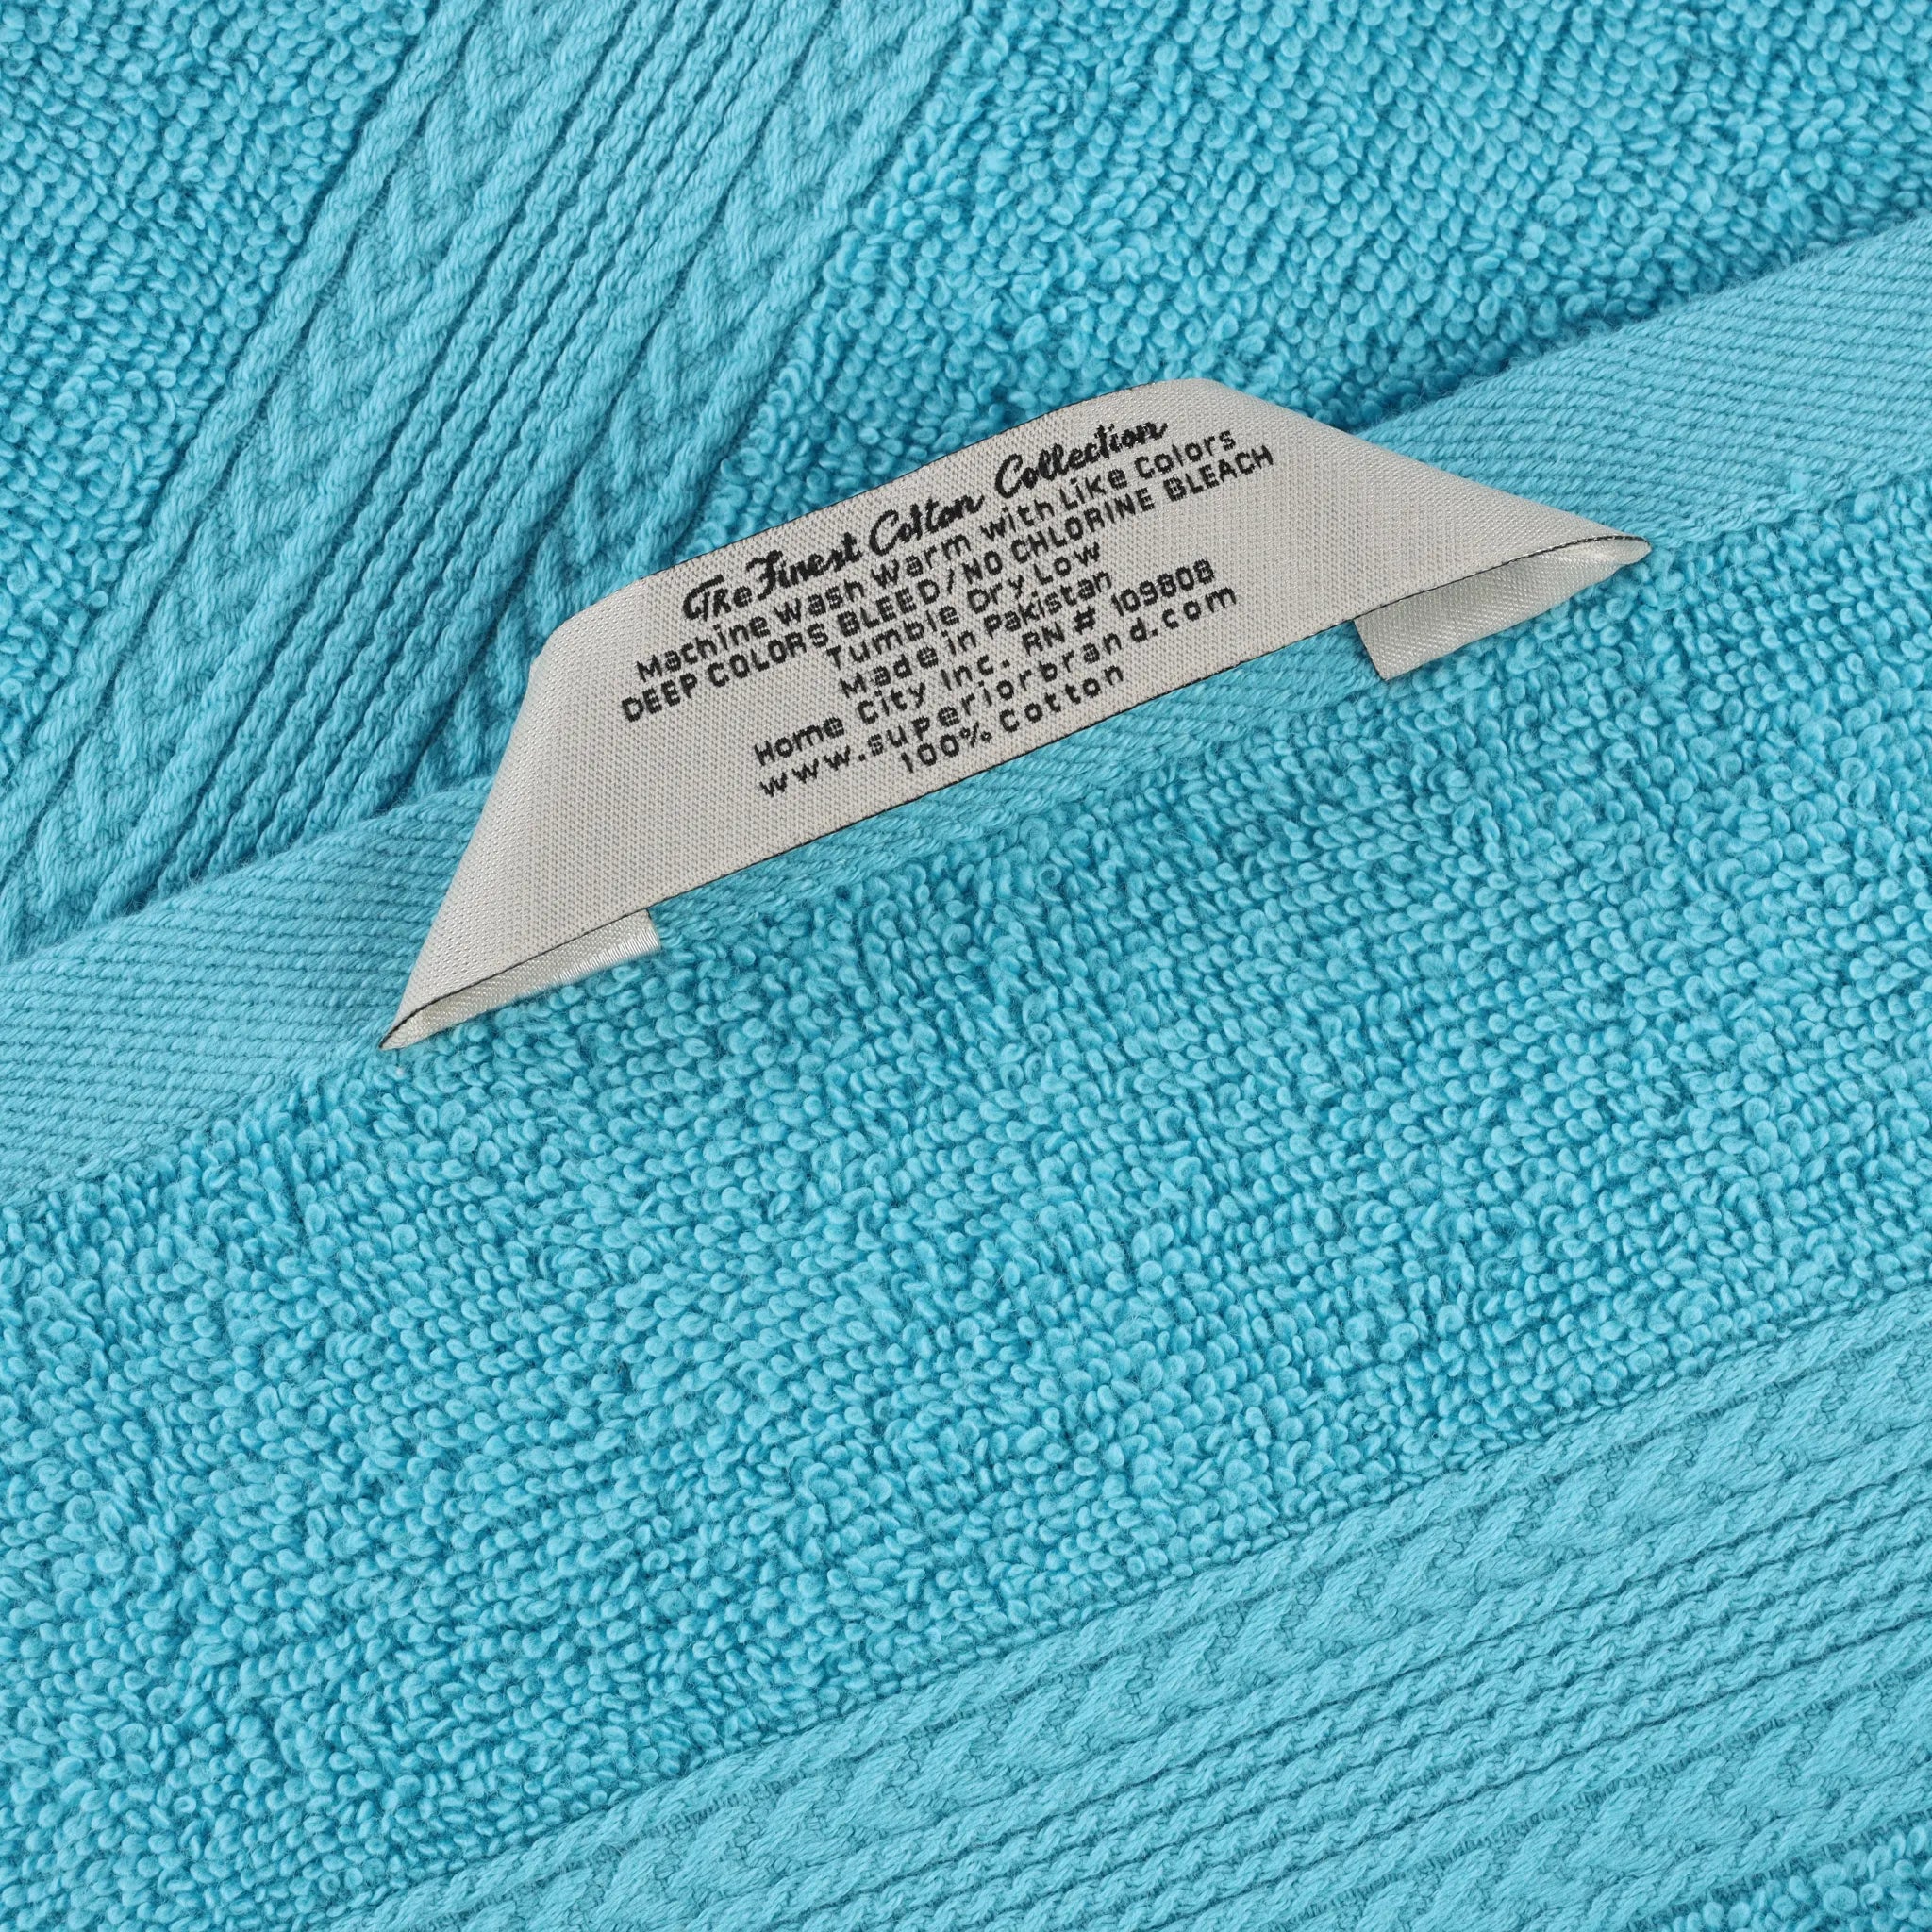 The Finest Cotton Collection
Machine Wash Warm with Like Colors
DEEP COLORS BLEED/NO CHLORINE BLEACH
Tumble Dry Low
Made in Pakistan
Home City Inc. RN # 109808
www.superiorbrand.com
100% Cotton